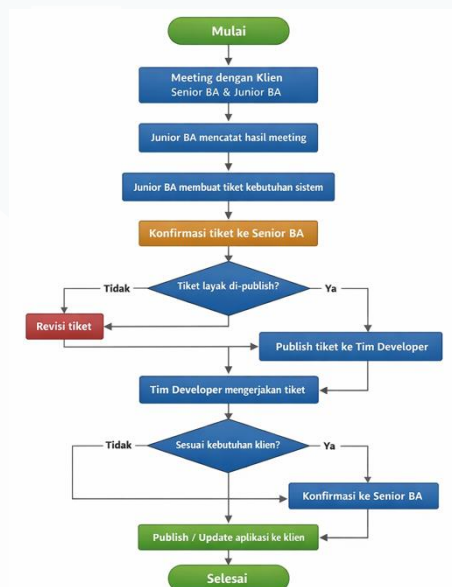 Mulai
Meeting dengan Klien
Senior BA & Junior BA
Junior BA mencatat hasil meeting
Junior BA membuat tiket kebutuhan sistem
Konfirmasi tiket ke Senior BA
Tiket layak di-publish?
Tidak
Ya
Revisi tiket
Publish tiket ke Tim Developer
Tim Developer mengerjakan tiket
Sesuai kebutuhan klien?
Tidak
Ya
Konfirmasi ke Senior BA
Publish / Update aplikasi ke klien
Selesai